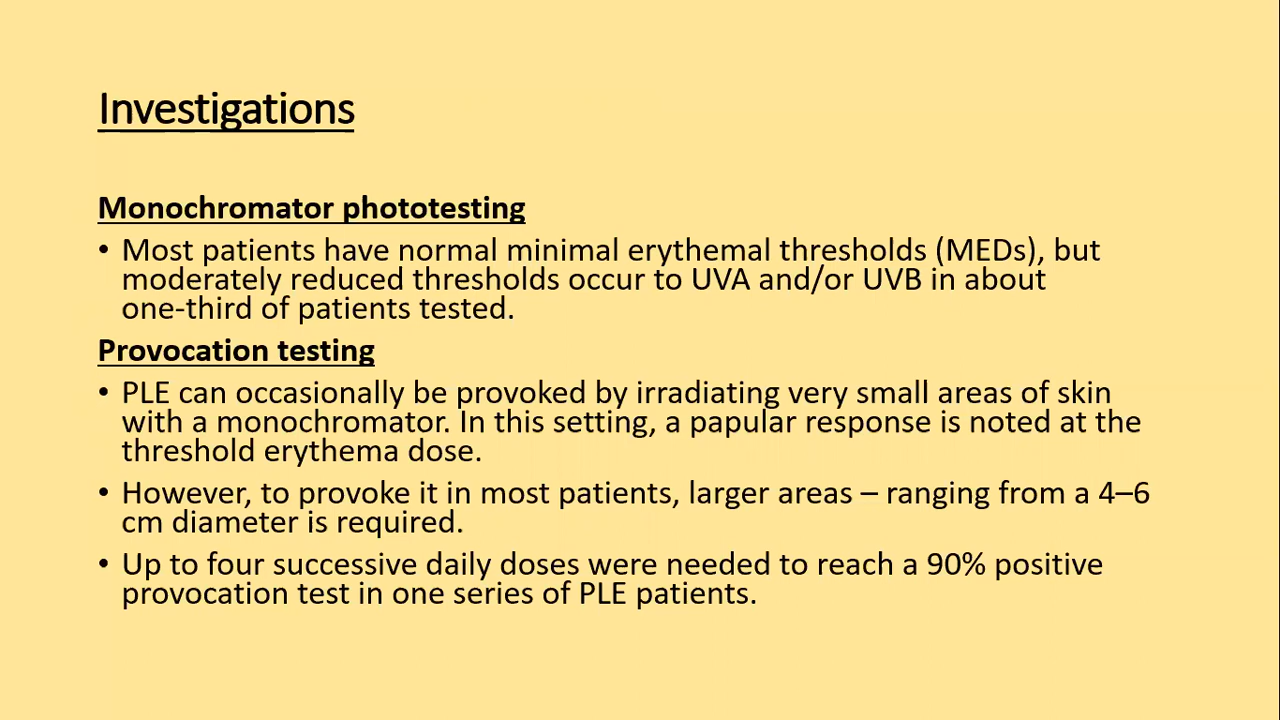 Investigations
Monochromator phototesting
• Most patients have normal minimal erythemal thresholds (MEDs), but
moderately reduced thresholds occur to UVA and/or UVB in about
one-third of patients tested.
Provocation testing
• PLE can occasionally be provoked by irradiating very small areas of skin
with a monochromator. In this setting, a papular response is noted at the
threshold erythema dose.
• However, to provoke it in most patients, larger areas – ranging from a 4–6
cm diameter is required.
• Up to four successive daily doses were needed to reach a 90% positive
provocation test in one series of PLE patients.